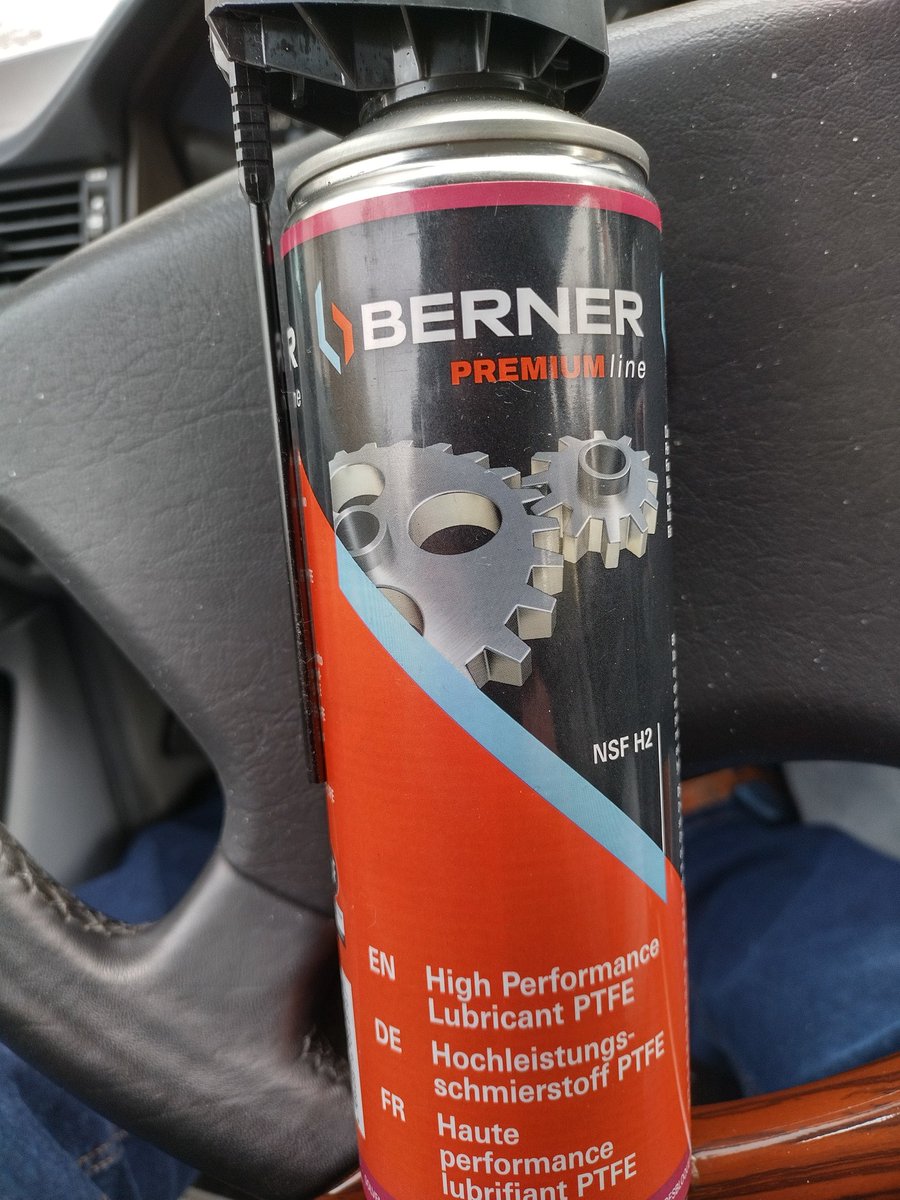 BERNER
PREMIUMline
NSF H2
EN High Performance
Lubricant PTFE
DE Hochleistungs-
schmierstoff PTFE
FR Haute
performance
lubrifiant PTFE